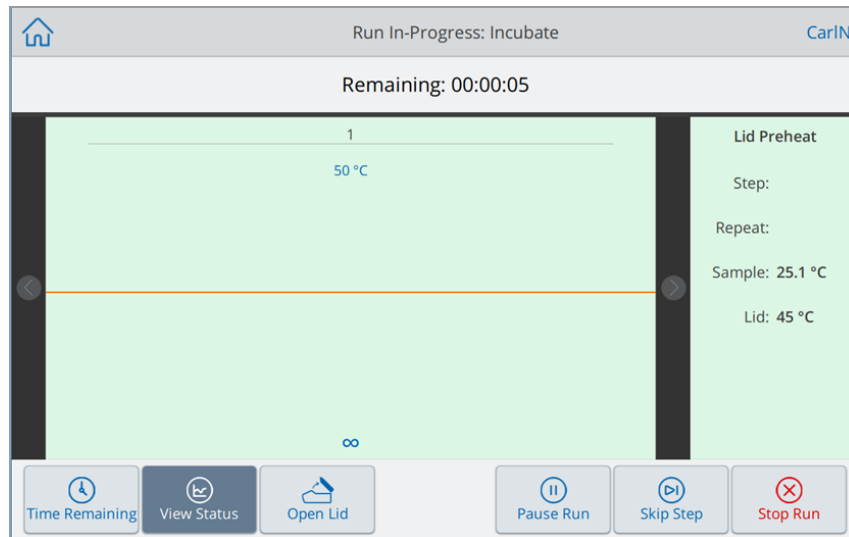 Run In-Progress: Incubate
CarlN
Remaining: 00:00:05
1
50 °C
∞
Lid Preheat
Step:
Repeat:
Sample: 25.1 °C
Lid: 45 °C
Time Remaining
View Status
Open Lid
Pause Run
Skip Step
Stop Run